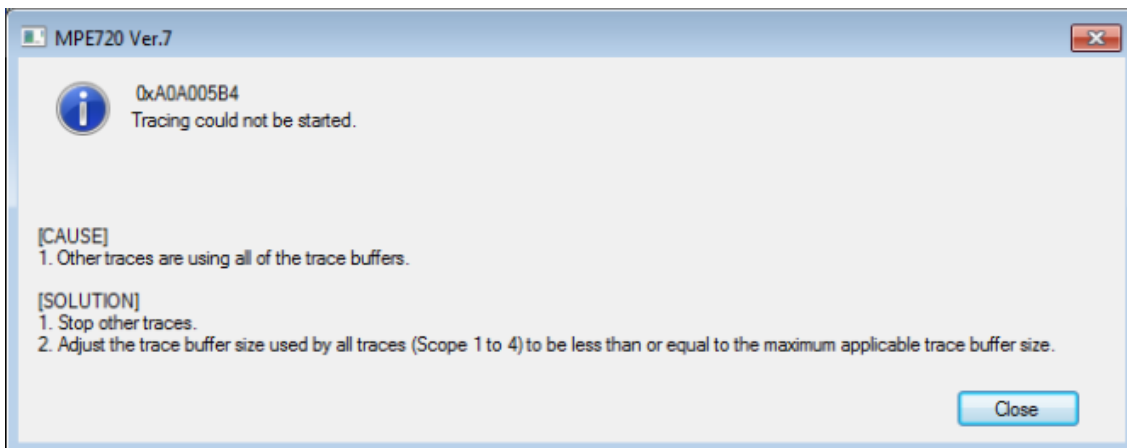 MPE720 Ver.7
0xA0A005B4
Tracing could not be started.
[CAUSE]
1. Other traces are using all of the trace buffers.
[SOLUTION]
1. Stop other traces.
2. Adjust the trace buffer size used by all traces (Scope 1 to 4) to be less than or equal to the maximum applicable trace buffer size.
Close